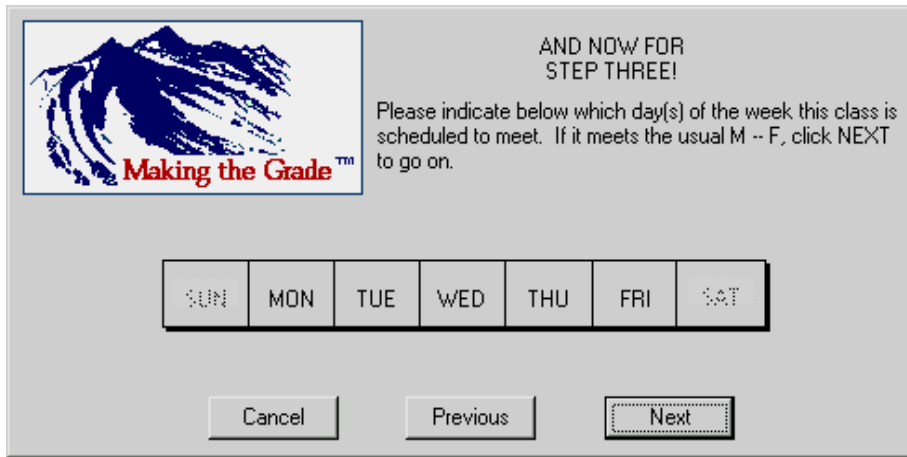 AND NOW FOR
STEP THREE!
Please indicate below which day(s) of the week this class is
scheduled to meet.  If it meets the usual M -- F, click NEXT
to go on.
Making the Grade™
SUN MON TUE WED THU FRI SAT
Cancel Previous Next